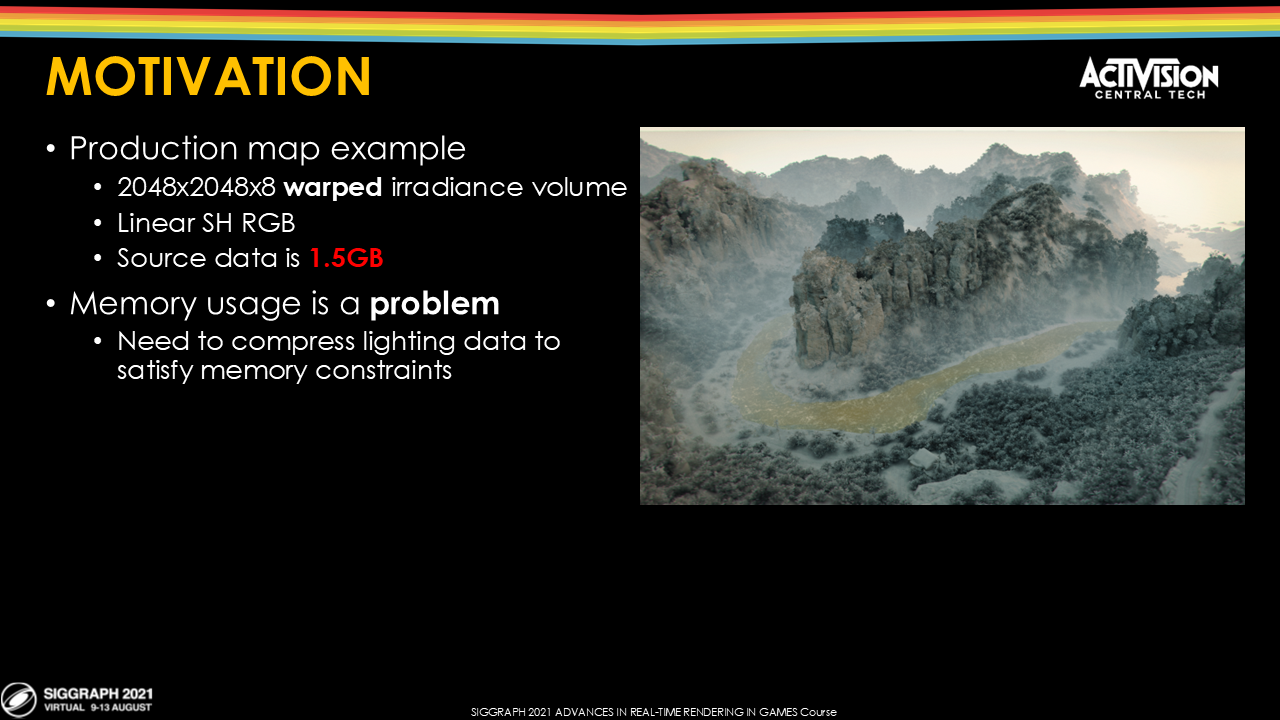 MOTIVATION
ACTIVISION
CENTRAL TECH
• Production map example
• 2048x2048x8 warped irradiance volume
• Linear SH RGB
• Source data is 1.5GB
• Memory usage is a problem
• Need to compress lighting data to
satisfy memory constraints
SIGGRAPH 2021
VIRTUAL 9-13 AUGUST
SIGGRAPH 2021 ADVANCES IN REAL-TIME RENDERING IN GAMES Course